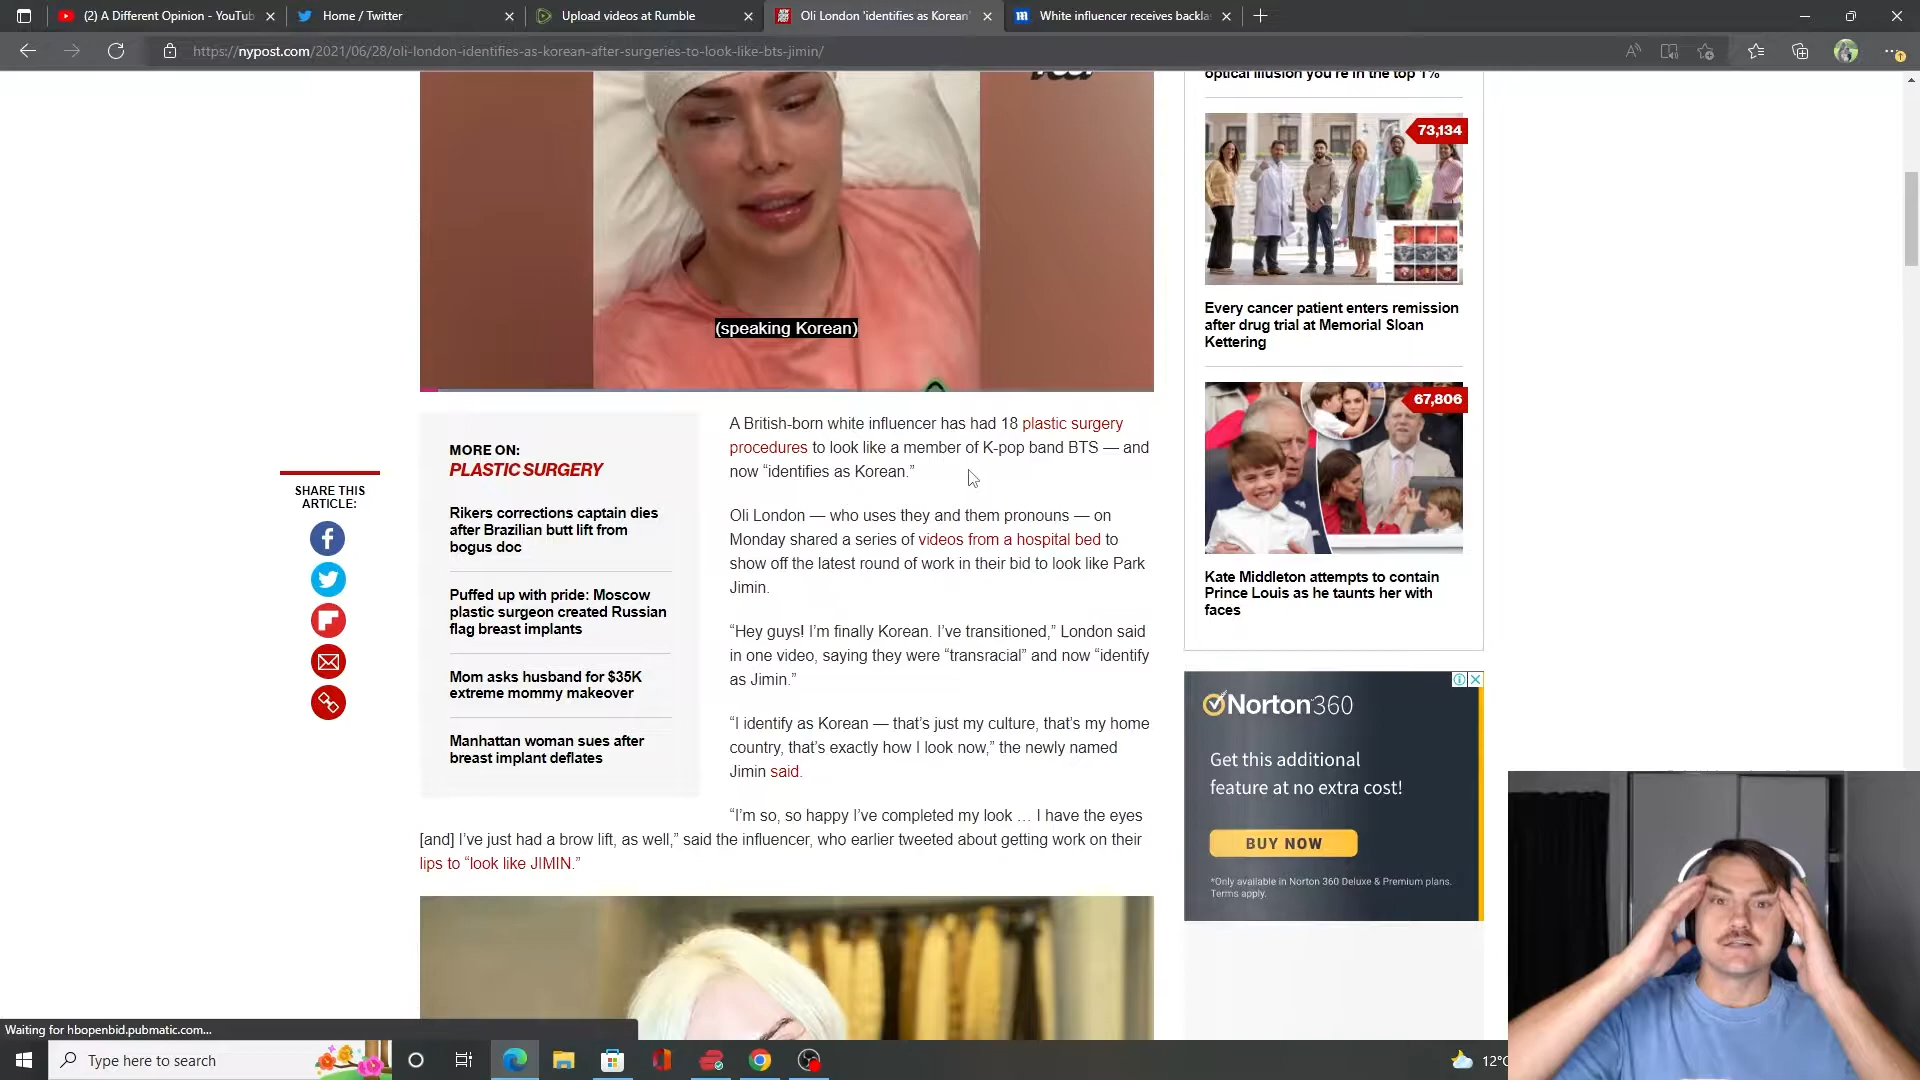 (2) A Different Opinion - YouTub
Home / Twitter
Upload videos at Rumble
Oli London 'identifies as Korean'
White influencer receives backla
https://nypost.com/2021/06/28/oli-london-identifies-as-korean-after-surgeries-to-look-like-bts-jimin/
optical illusion you're in the top 1%
73,134
(speaking Korean)
Every cancer patient enters remission
after drug trial at Memorial Sloan
Kettering
67,806
Kate Middleton attempts to contain
Prince Louis as he taunts her with
faces
SHARE THIS
ARTICLE:
MORE ON:
PLASTIC SURGERY
Rikers corrections captain dies
after Brazilian butt lift from
bogus doc
Puffed up with pride: Moscow
plastic surgeon created Russian
flag breast implants
Mom asks husband for $35K
extreme mommy makeover
Manhattan woman sues after
breast implant deflates
A British-born white influencer has had 18 plastic surgery
procedures to look like a member of K-pop band BTS — and
now “identifies as Korean.”
Oli London — who uses they and them pronouns — on
Monday shared a series of videos from a hospital bed to
show off the latest round of work in their bid to look like Park
Jimin.
“Hey guys! I’m finally Korean. I’ve transitioned,” London said
in one video, saying they were “transracial” and now “identify
as Jimin.”
“I identify as Korean — that’s just my culture, that’s my home
country, that’s exactly how I look now,” the newly named
Jimin said.
“I’m so, so happy I’ve completed my look … I have the eyes
[and] I’ve just had a brow lift, as well,” said the influencer, who earlier tweeted about getting work on their
lips to “look like JIMIN.”
Norton 360
Get this additional
feature at no extra cost!
BUY NOW
*Only available in Norton 360 Deluxe & Premium plans.
Terms apply.
Waiting for hbopenbid.pubmatic.com...
Type here to search
12°C